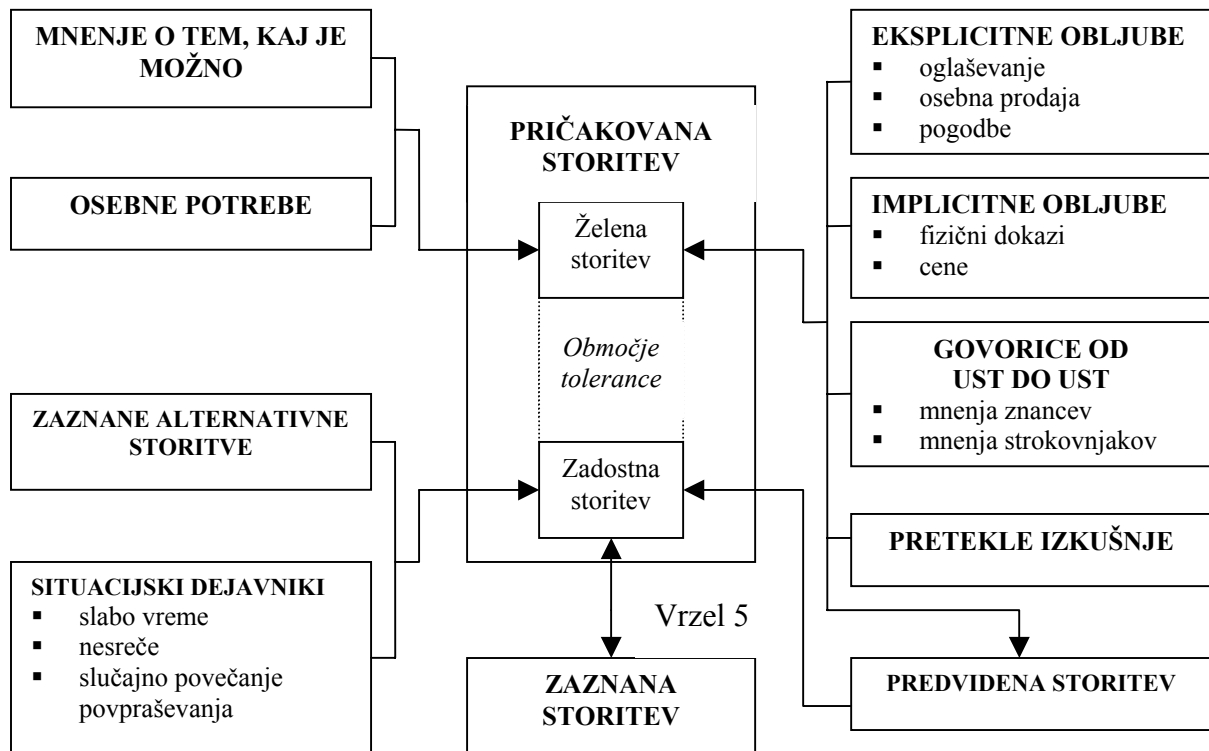 MNENJE O TEM, KAJ JE
MOŽNO
OSEBNE POTREBE
ZAZNANE ALTERNATIVNE
STORITVE
SITUACIJSKI DEJAVNIKI
▪ slabo vreme
▪ nesreče
▪ slučajno povečanje
povpraševanja
PRIČAKOVANA
STORITEV
Želena
storitev
Območje
tolerance
Zadostna
storitev
Vrzel 5
ZAZNANA
STORITEV
EKSPLICITNE OBLJUBE
▪ oglaševanje
▪ osebna prodaja
▪ pogodbe
IMPLICITNE OBLJUBE
▪ fizični dokazi
▪ cene
GOVORICE OD
UST DO UST
▪ mnenja znancev
▪ mnenja strokovnjakov
PRETEKLE IZKUŠNJE
PREDVIDENA STORITEV